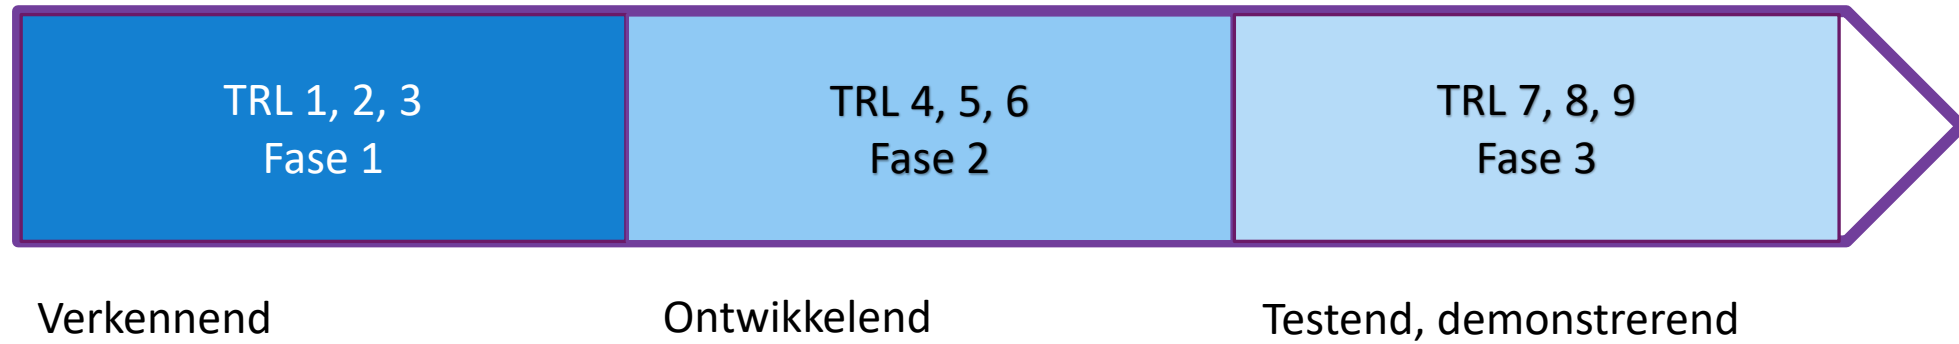 TRL 1, 2, 3
Fase 1
TRL 4, 5, 6
Fase 2
TRL 7, 8, 9
Fase 3
Verkennend
Ontwikkelend
Testend, demonstrerend